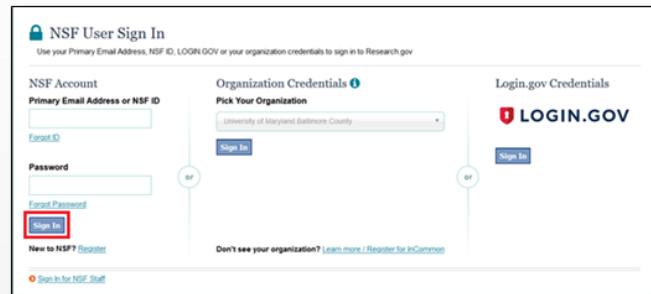 NSF User Sign In
Use your Primary Email Address, NSF ID, LOGIN.GOV or your organization credentials to sign in to Research.gov
NSF Account
Primary Email Address or NSF ID
Forgot ID
Password
Forgot Password
Sign In
New to NSF? Register
or
Organization Credentials
Pick Your Organization
University of Maryland Baltimore County
Sign In
Don't see your organization? Learn more / Register for InCommon
or
Login.gov Credentials
LOGIN.GOV
Sign In
Sign In for NSF Staff